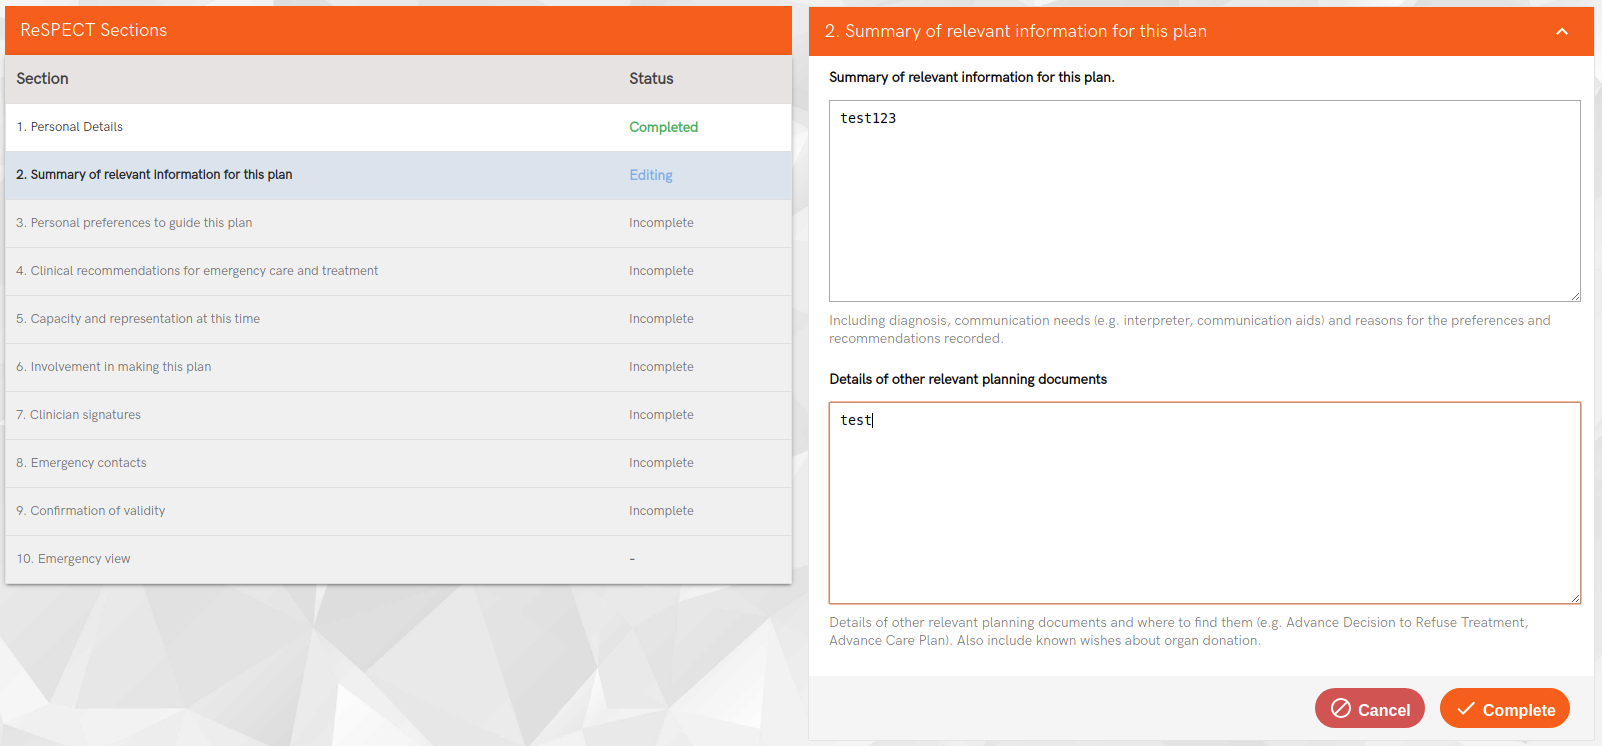 ReSPECT Sections
Section Status
1. Personal Details Completed
2. Summary of relevant information for this plan Editing
3. Personal preferences to guide this plan Incomplete
4. Clinical recommendations for emergency care and treatment Incomplete
5. Capacity and representation at this time Incomplete
6. Involvement in making this plan Incomplete
7. Clinician signatures Incomplete
8. Emergency contacts Incomplete
9. Confirmation of validity Incomplete
10. Emergency view -
2. Summary of relevant information for this plan
Summary of relevant information for this plan.
test123
Including diagnosis, communication needs (e.g. interpreter, communication aids) and reasons for the preferences and
recommendations recorded.
Details of other relevant planning documents
test
Details of other relevant planning documents and where to find them (e.g. Advance Decision to Refuse Treatment,
Advance Care Plan). Also include known wishes about organ donation.
Cancel Complete